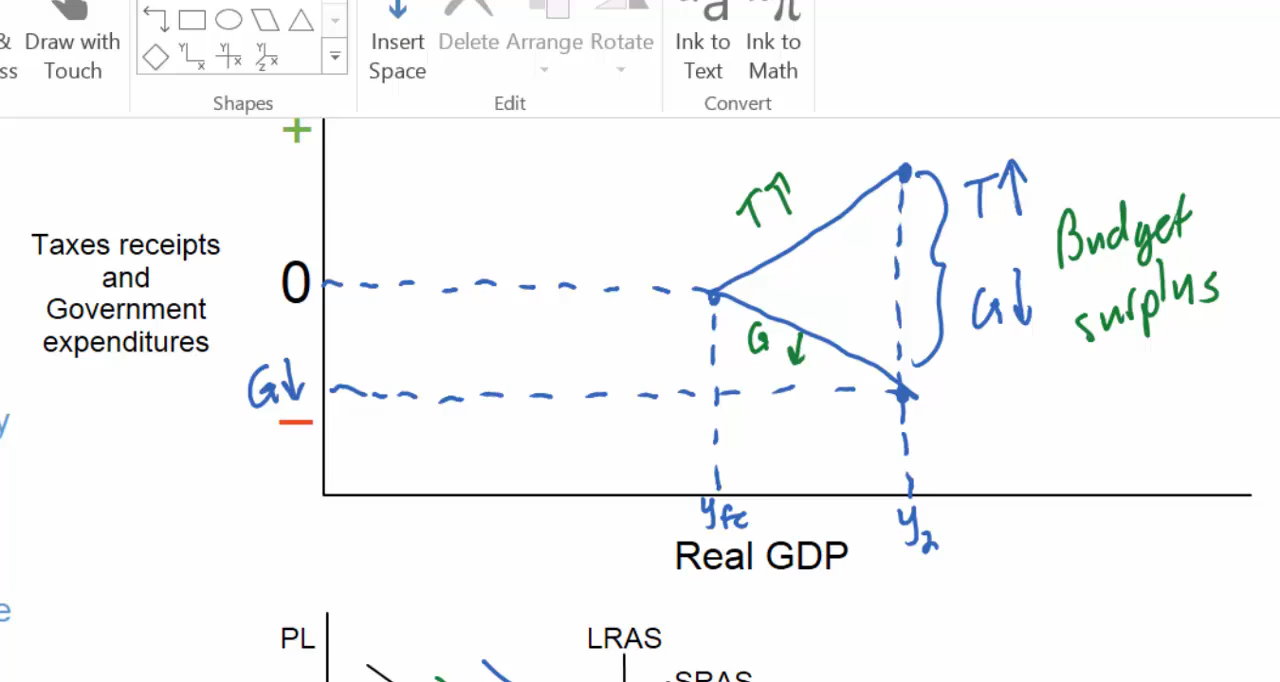 & Draw with
ss Touch
Insert
Space
Delete
Arrange
Rotate
Ink to
Text
Ink to
Math
Shapes
Edit
Convert
+
T↑
T↑
Budget
surplus
Taxes receipts
and
Government
expenditures
0
G↓
G↓
G↓
−
yfc
y2
Real GDP
y
e
PL
LRAS
SRAS